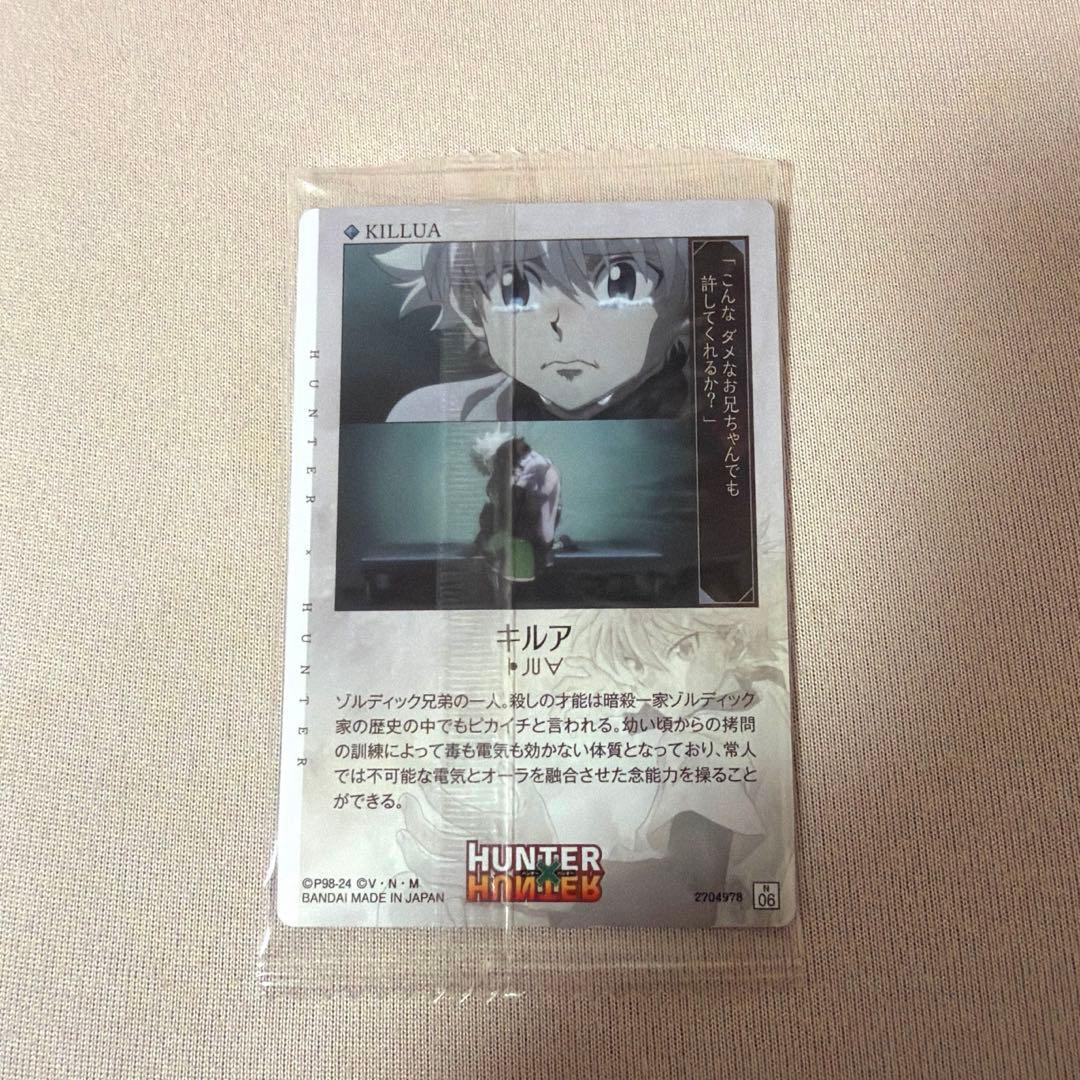 KILLUA
「こんな ダメなお兄ちゃんでも
許してくれるか?」
HUNTER × HUNTER
キルア
ゾルディック兄弟の一人。殺しの才能は暗殺一家ゾルディック
家の歴史の中でもピカイチと言われる。幼い頃からの拷問
の訓練によって毒も電気も効かない体質となっており、常人
では不可能な電気とオーラを融合させた念能力を操ること
ができる。
HUNTER
×
HUNTER
©P98-24 ©V・N・M
BANDAI MADE IN JAPAN
2704978
N
06